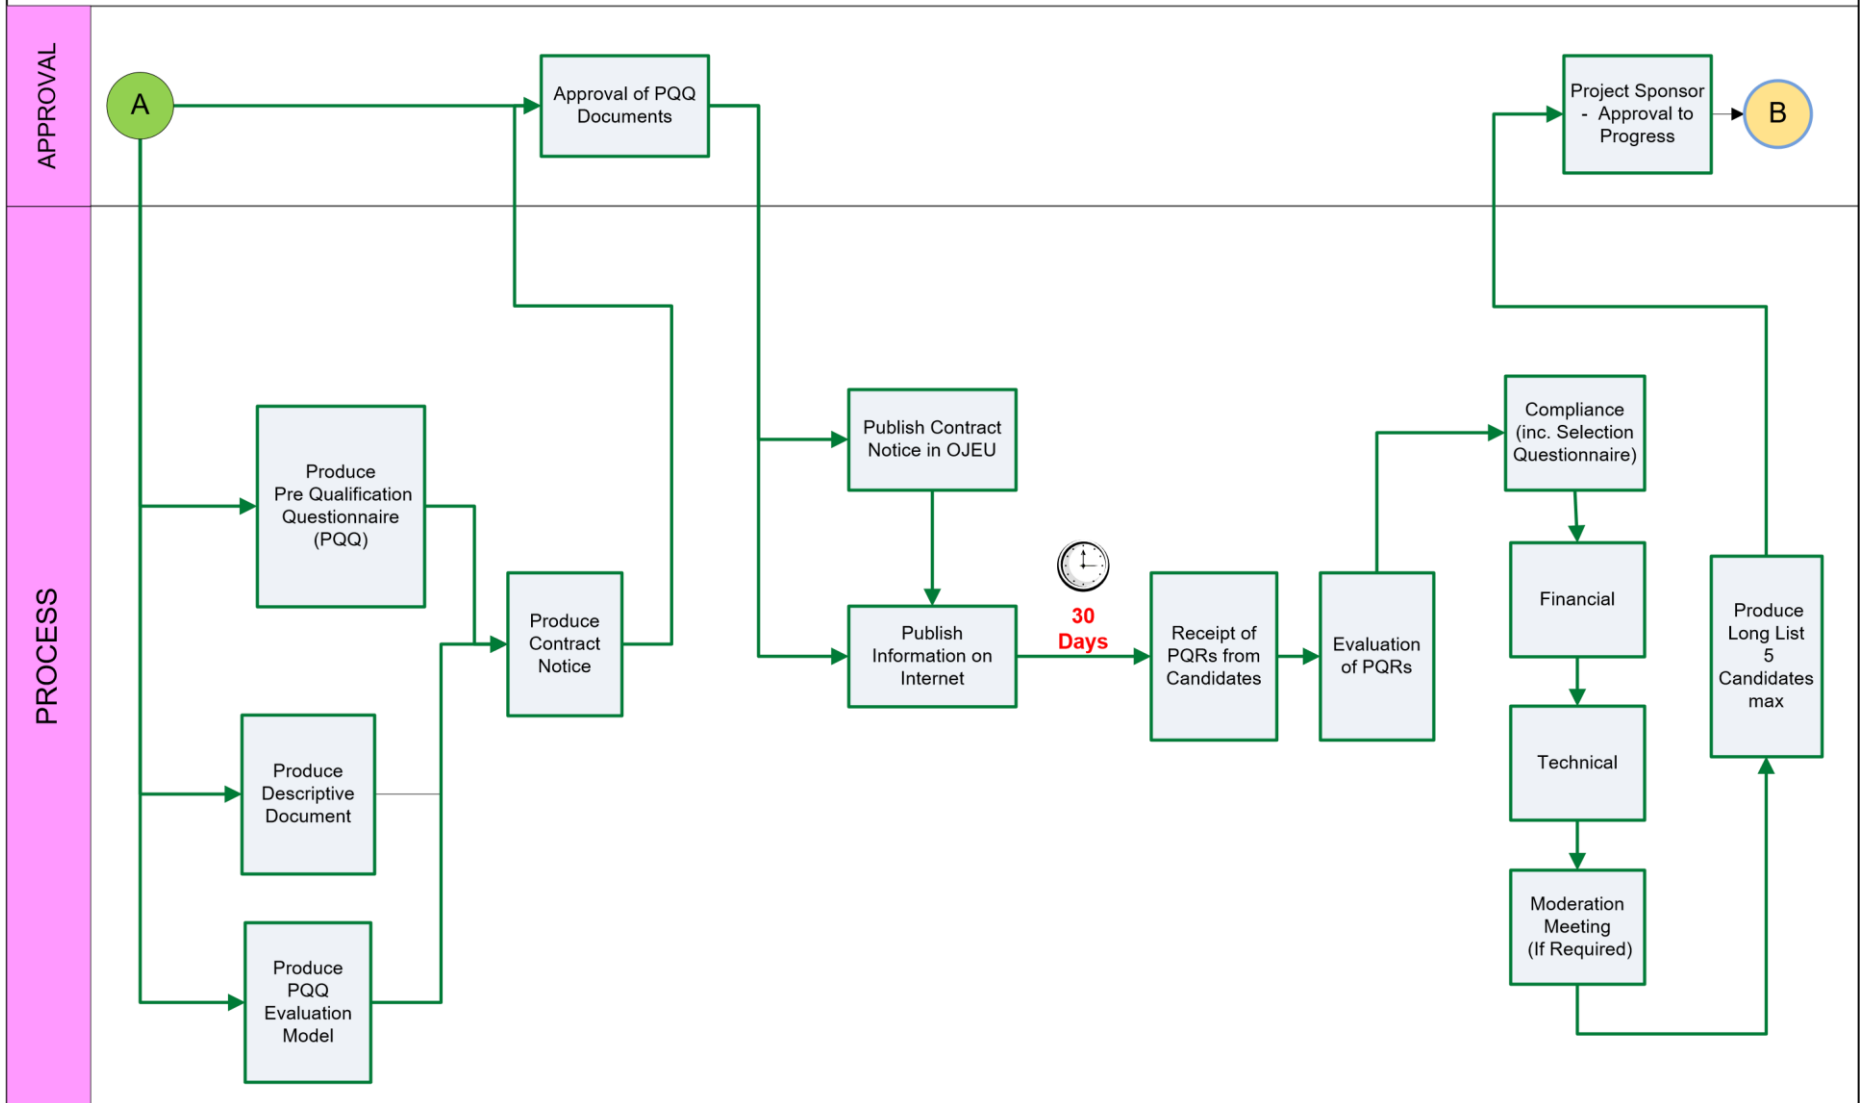 APPROVAL
A
Approval of PQQ
Documents
Project Sponsor
- Approval to
Progress
B
PROCESS
Produce
Pre Qualification
Questionnaire
(PQQ)
Produce
Descriptive
Document
Produce
PQQ
Evaluation
Model
Produce
Contract
Notice
Publish Contract
Notice in OJEU
Publish
Information on
Internet
30
Days
Receipt of
PQRs from
Candidates
Evaluation
of PQRs
Compliance
(inc. Selection
Questionnaire)
Financial
Technical
Moderation
Meeting
(If Required)
Produce
Long List
5
Candidates
max